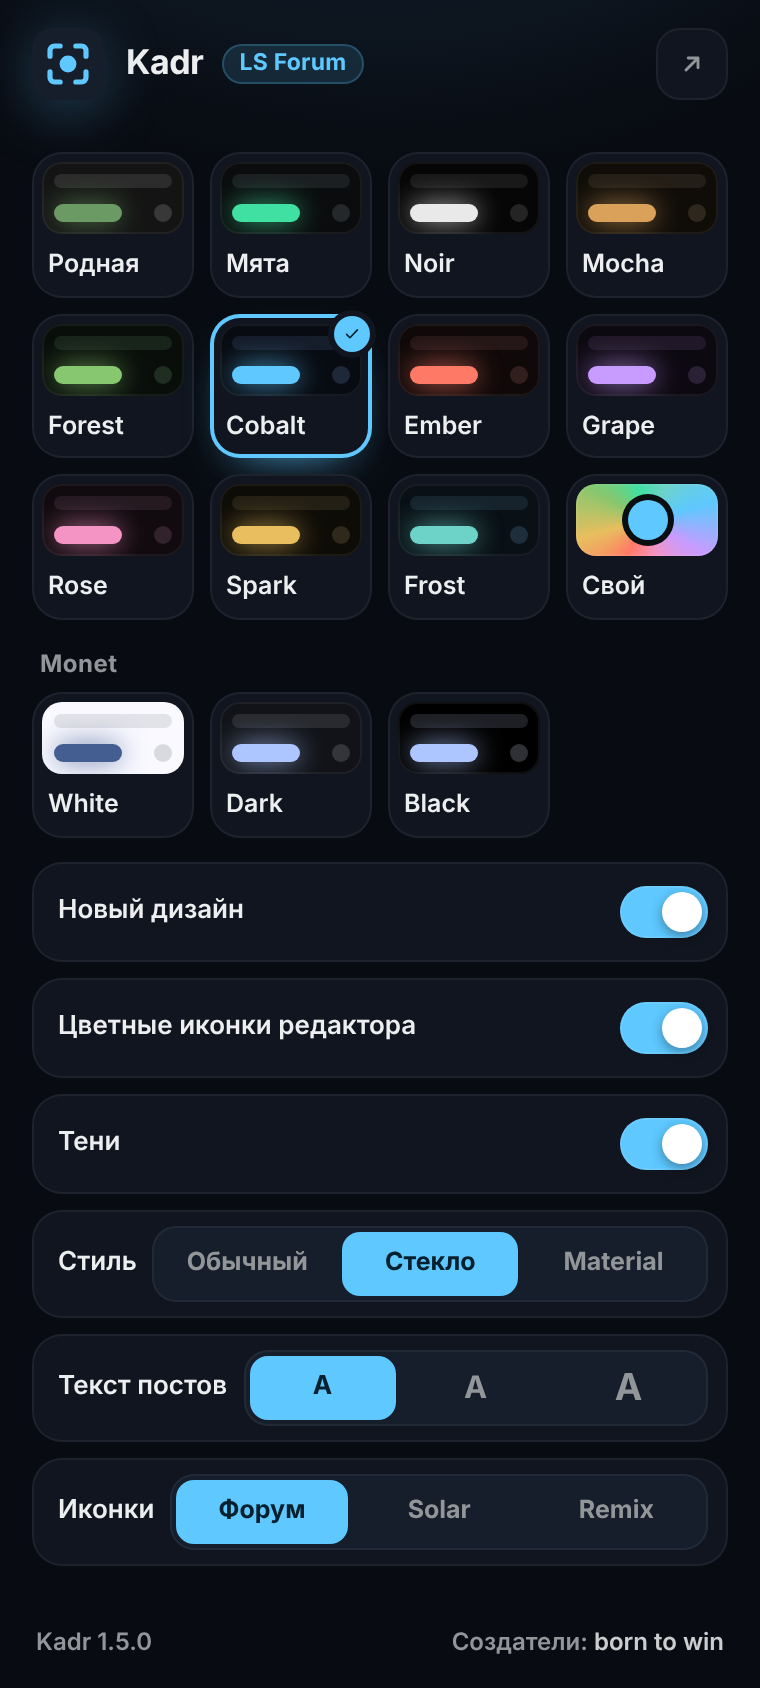 Kadr LS Forum
Родная Мята Noir Mocha
Forest Cobalt Ember Grape
Rose Spark Frost Свой
Monet
White Dark Black
Новый дизайн
Цветные иконки редактора
Тени
Стиль Обычный Стекло Material
Текст постов A A A
Иконки Форум Solar Remix
Kadr 1.5.0 Создатели: born to win